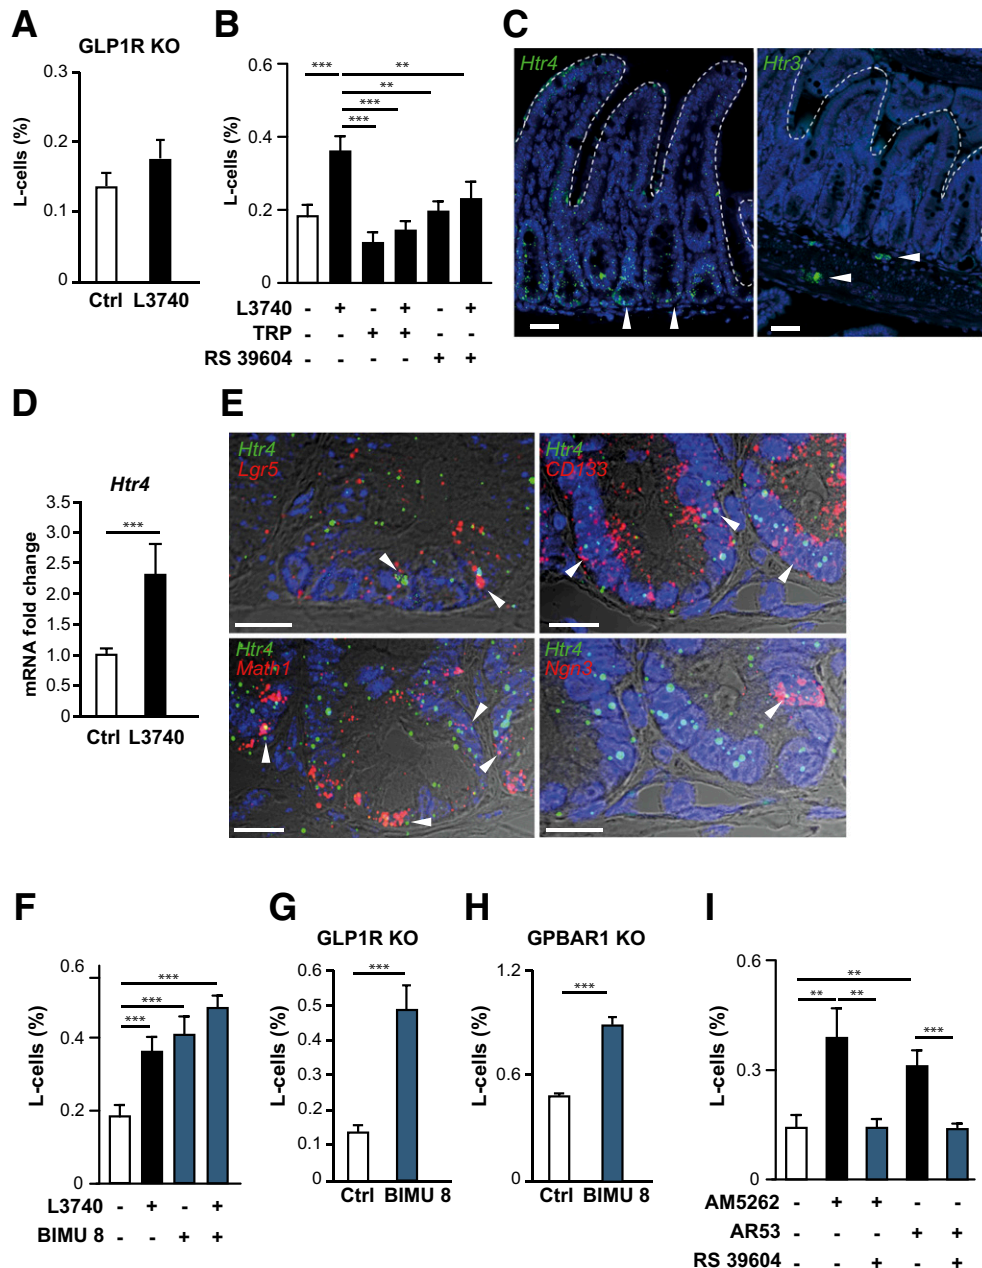 A
GLP1R KO
L-cells (%)
0.3
0.2
0.1
0
Ctrl L3740
B
L-cells (%)
0.6
0.4
0.2
0
*** **
**
***
***
L3740 - + - + - +
TRP - - + + - -
RS 39604 - - - - + +
C
Htr4
Htr3
D
Htr4
mRNA fold change
3.5
3.0
2.5
2.0
1.5
1.0
0.5
0
***
Ctrl L3740
E
Htr4
Lgr5
Htr4
CD133
Htr4
Math1
Htr4
Ngn3
F
L-cells (%)
0.6
0.4
0.2
0
***
***
***
L3740 - + - +
BIMU 8 - - + +
G
GLP1R KO
L-cells (%)
0.6
0.5
0.4
0.3
0.2
0.1
0
***
Ctrl BIMU 8
H
GPBAR1 KO
L-cells (%)
1.2
0.6
0
***
Ctrl BIMU 8
I
L-cells (%)
0.6
0.3
0
**
** **
***
AM5262 - + + - -
AR53 - - - + +
RS 39604 - - + - +